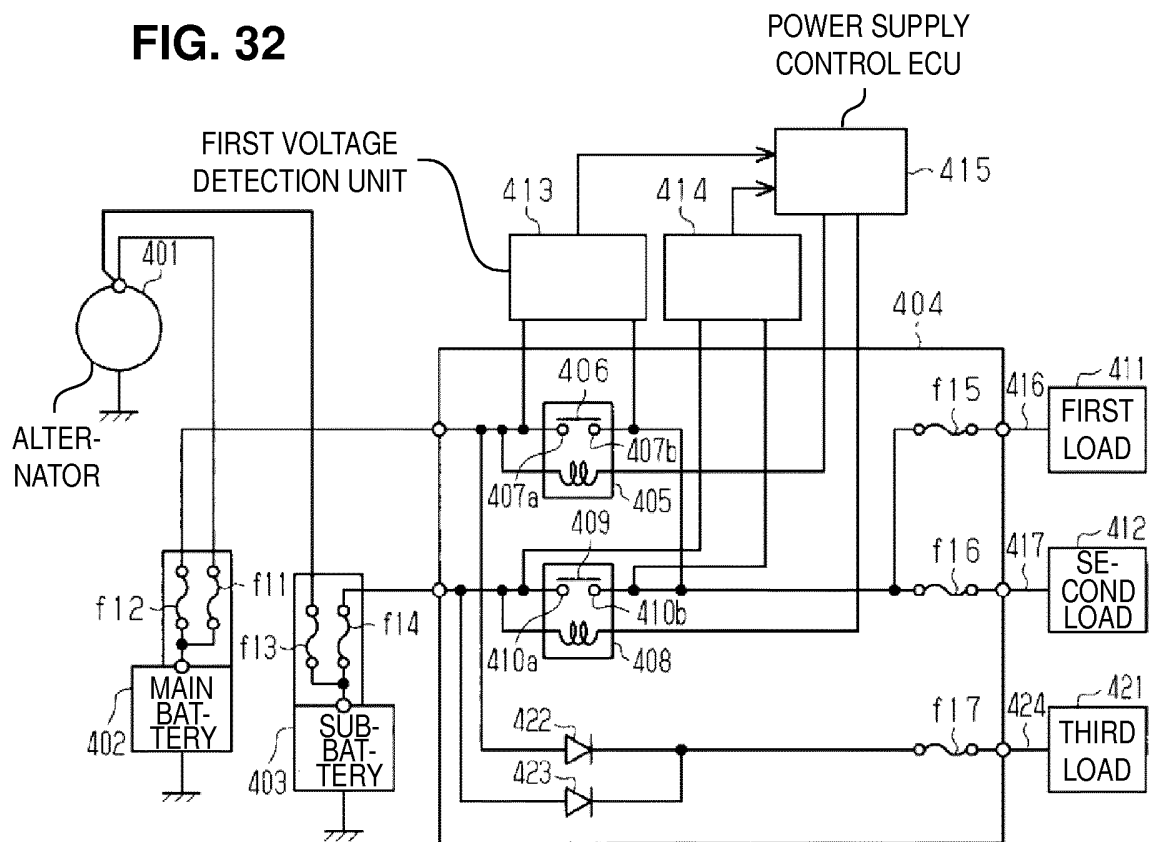 FIG. 32
POWER SUPPLY
CONTROL ECU
FIRST VOLTAGE
DETECTION UNIT
413
414
415
401
404
ALTER-
NATOR
406
407a
407b
405
f15
416
411
FIRST
LOAD
409
410a
410b
408
f16
417
412
SE-
COND
LOAD
f12
f11
f13
f14
MAIN
BAT-
TERY
402
SUB-
BAT-
TERY
403
422
423
f17
424
421
THIRD
LOAD